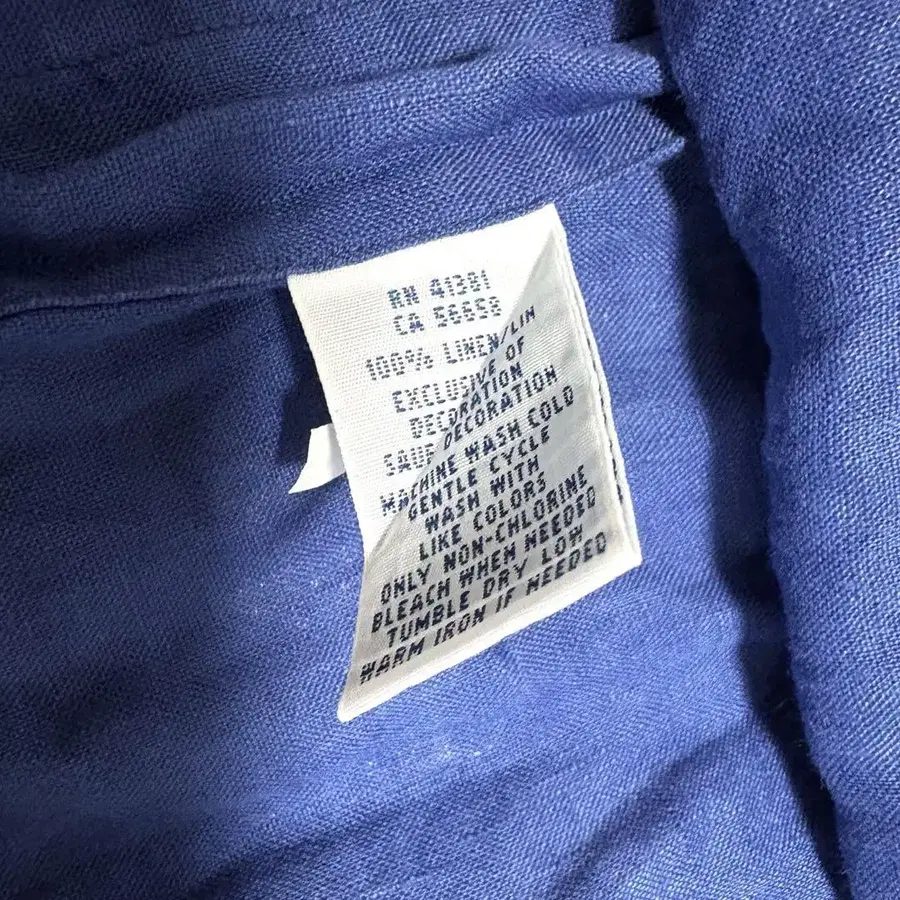 RN 41381
CA 56658
100% LINEN/LIN
EXCLUSIVE OF
DECORATION
SAUF DECORATION
MACHINE WASH COLD
GENTLE CYCLE
WASH WITH
LIKE COLORS
ONLY NON-CHLORINE
BLEACH WHEN NEEDED
TUMBLE DRY LOW
WARM IRON IF NEEDED